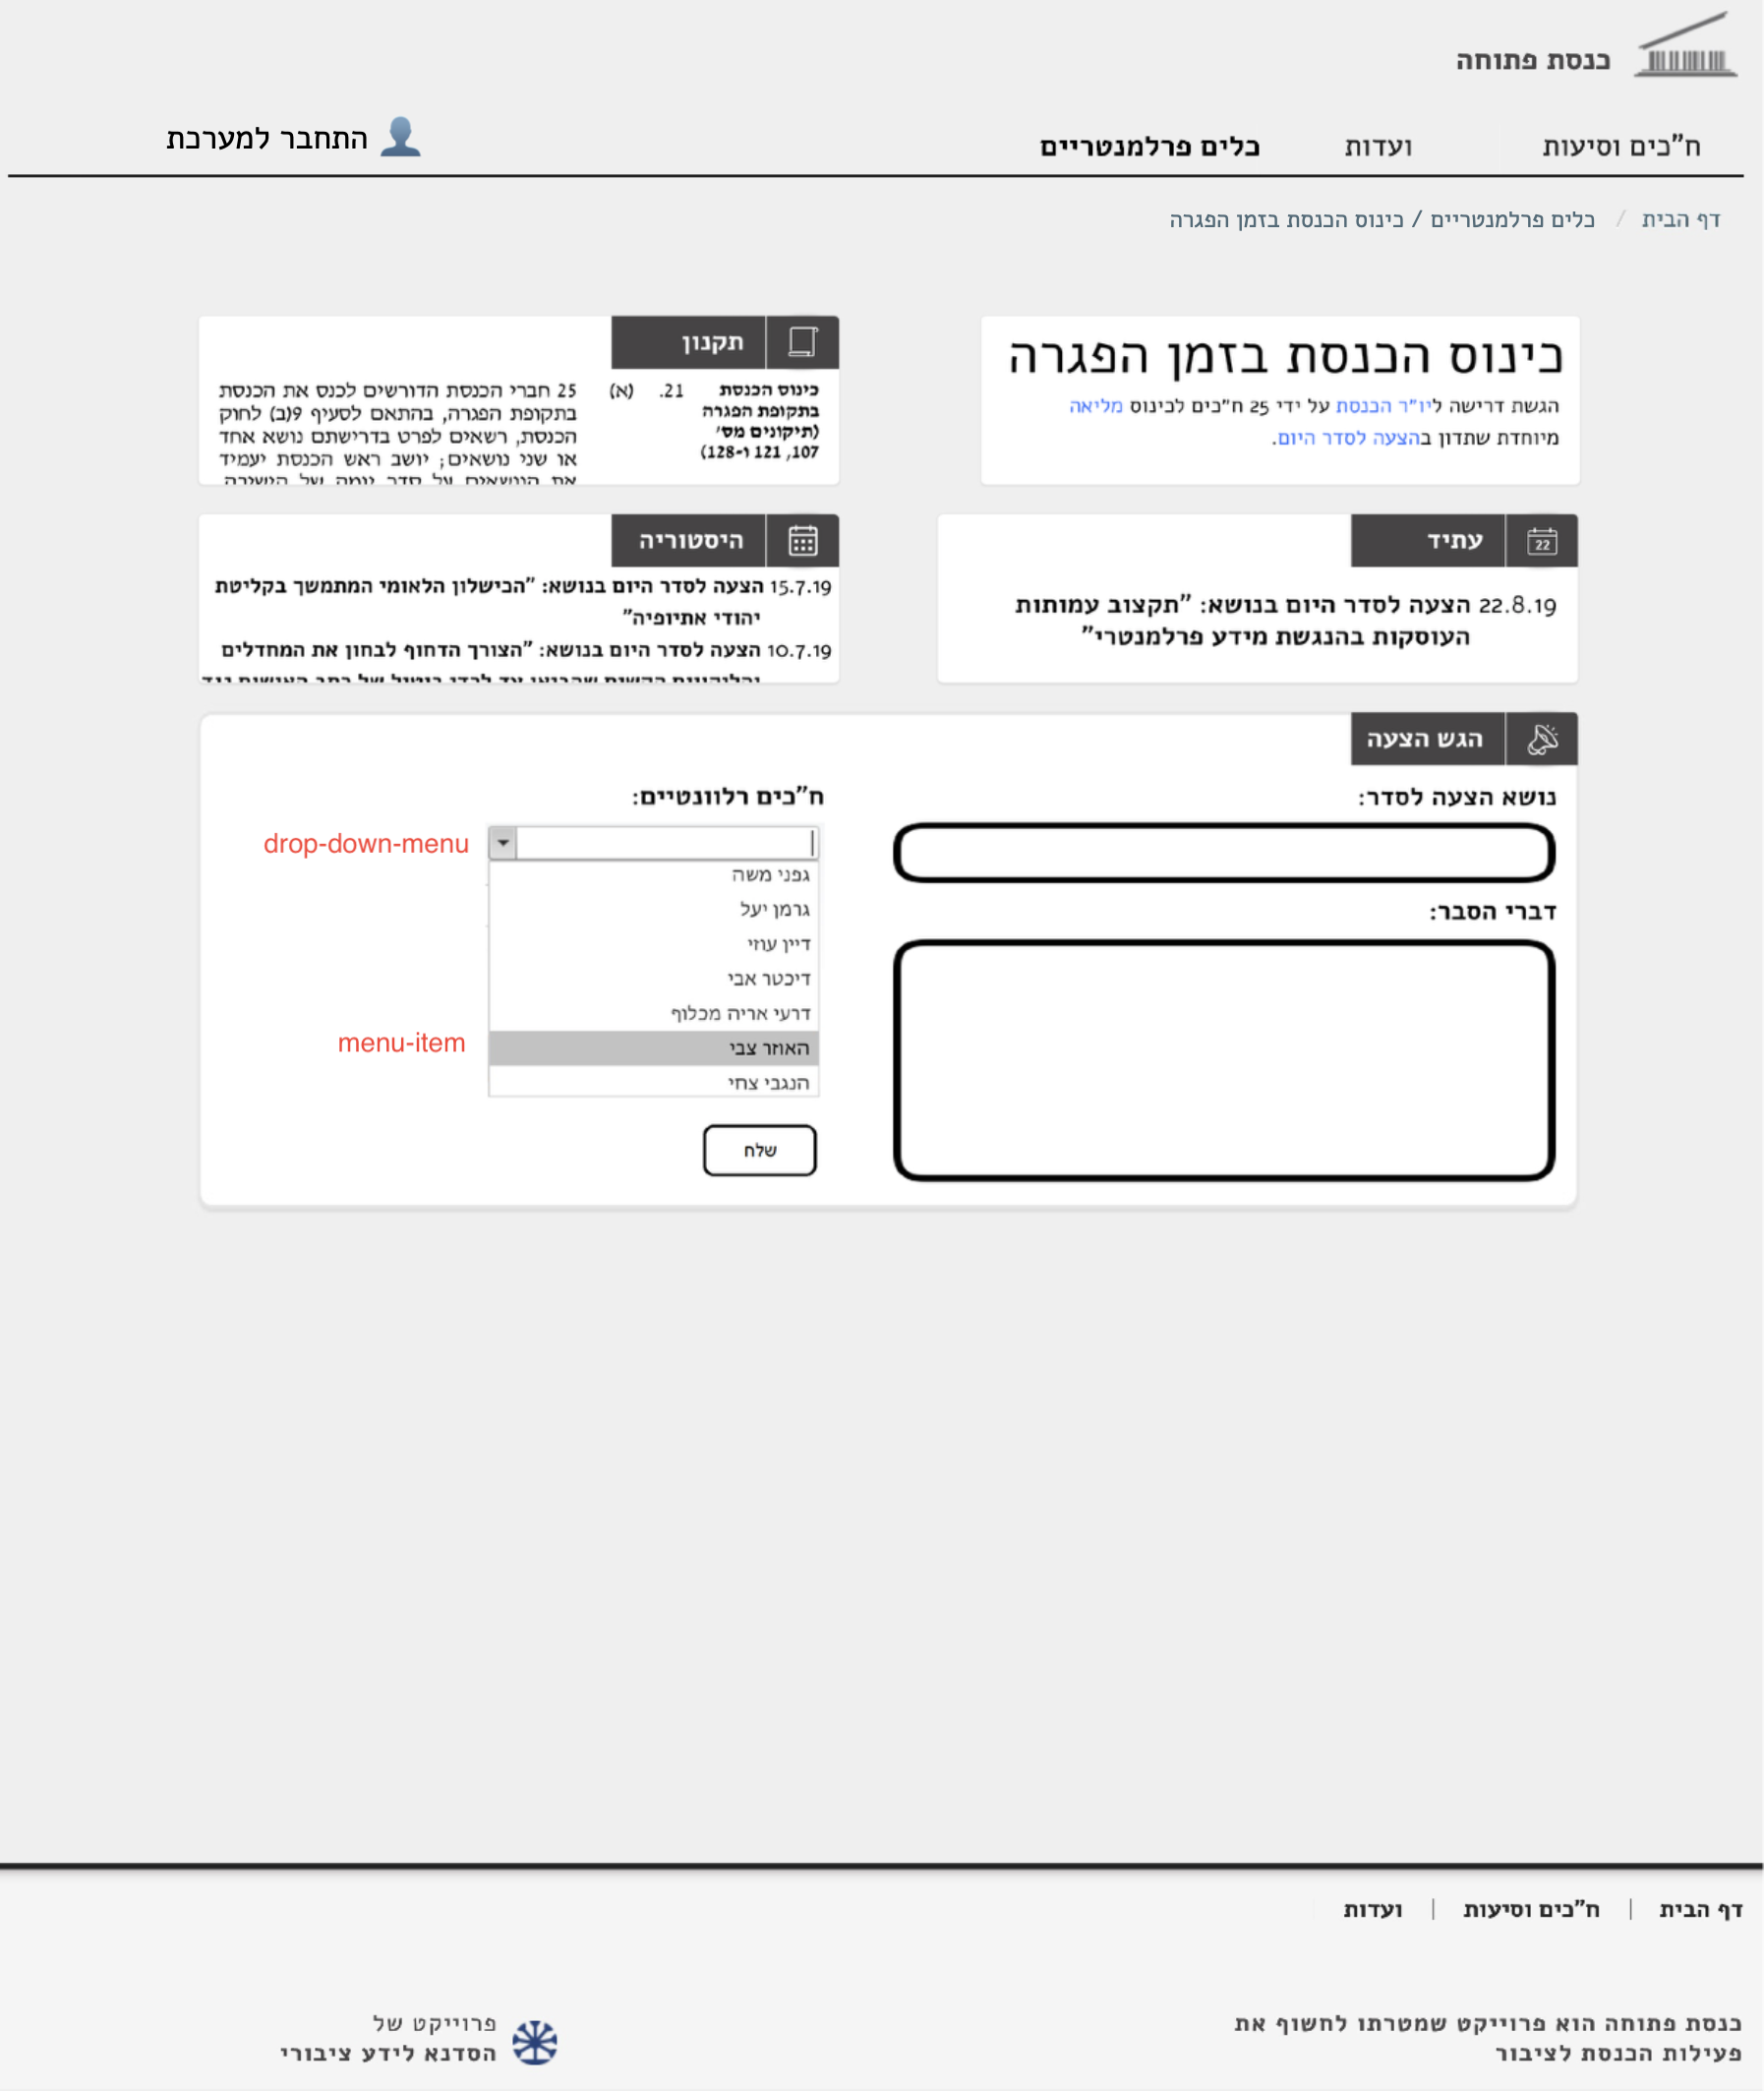 כנסת פתוחה
ח"כים וסיעות
ועדות
כלים פרלמנטריים
התחבר למערכת
דף הבית / כלים פרלמנטריים / כינוס הכנסת בזמן הפגרה
כינוס הכנסת בזמן הפגרה
הגשת דרישה ליו"ר הכנסת על ידי 25 ח"כים לכינוס מליאה
מיוחדת שתדון בהצעה לסדר היום.
תקנון
כינוס הכנסת
בתקופת הפגרה
(תיקונים מס'
107, 121 ו-128)
21. (א)
25 חברי הכנסת הדורשים לכנס את הכנסת
בתקופת הפגרה, בהתאם לסעיף 9(ב) לחוק
הכנסת, רשאים לפרט בדרישתם נושא אחד
או שני נושאים; יושב ראש הכנסת יעמיד
את הנושאים על סדר יומה של הישיבה
עתיד
22
22.8.19 הצעה לסדר היום בנושא: "תקצוב עמותות
העוסקות בהנגשת מידע פרלמנטרי"
היסטוריה
15.7.19 הצעה לסדר היום בנושא: "הכישלון הלאומי המתמשך בקליטת
יהודי אתיופיה"
10.7.19 הצעה לסדר היום בנושא: "הצורך הדחוף לבחון את המחדלים
הגש הצעה
נושא הצעה לסדר:
דברי הסבר:
ח"כים רלוונטיים:
drop-down-menu
גפני משה
גרמן יעל
דיין עוזי
דיכטר אבי
דרעי אריה מכלוף
menu-item
האוזר צבי
הנגבי צחי
שלח
דף הבית | ח"כים וסיעות | ועדות
כנסת פתוחה הוא פרוייקט שמטרתו לחשוף את
פעילות הכנסת לציבור
פרוייקט של
הסדנא לידע ציבורי